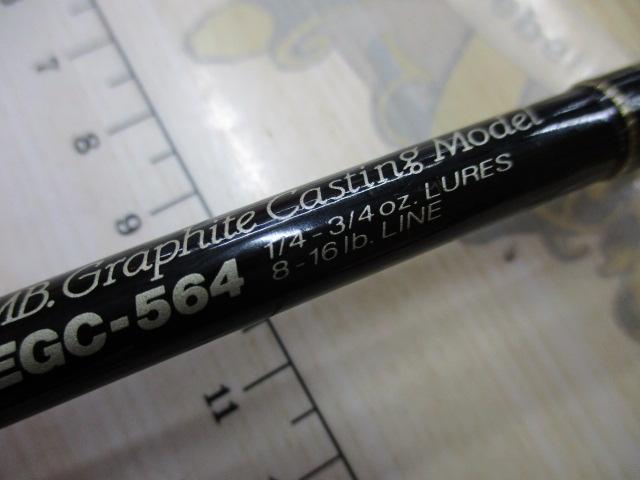 MB. Graphite Casting Model
EGC-564
1/4 - 3/4 oz. LURES
8 - 16 lb. LINE
7
8
9
11